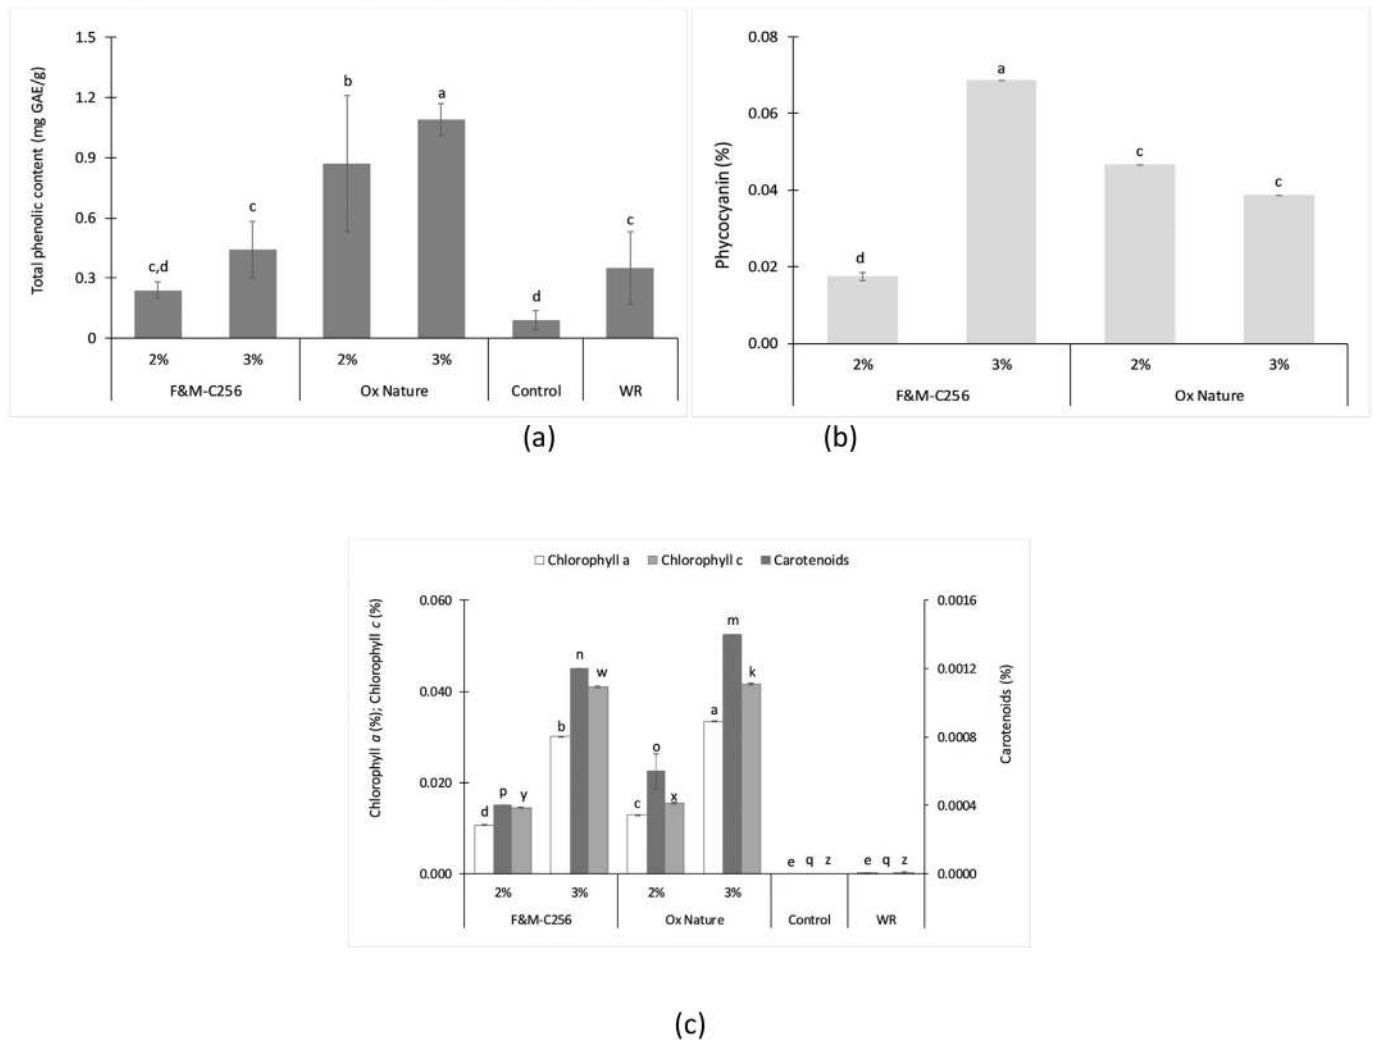 Total phenolic content (mg GAE/g)
1.5
1.2
0.9
0.6
0.3
0
c,d
c
b
a
d
c
2% 3% 2% 3%
F&M-C256 Ox Nature Control WR
(a)
Phycocyanin (%)
0.08
0.06
0.04
0.02
0.00
d
a
c
c
2% 3% 2% 3%
F&M-C256 Ox Nature
(b)
Chlorophyll a Chlorophyll c Carotenoids
Chlorophyll a (%); Chlorophyll c (%)
0.060
0.040
0.020
0.000
d p y
b n w
c o x
a m k
e q z
e q z
0.0016
0.0012
0.0008
0.0004
0.0000
Carotenoids (%)
2% 3% 2% 3%
F&M-C256 Ox Nature Control WR
(c)